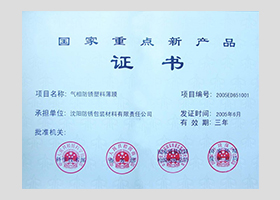 国家重点新产品
证书
项目名称：气相防锈塑料薄膜 项目编号：2005ED651001
承担单位：沈阳防锈包装材料有限责任公司 发证时间：2005年6月
批准机关： 有效期：三年